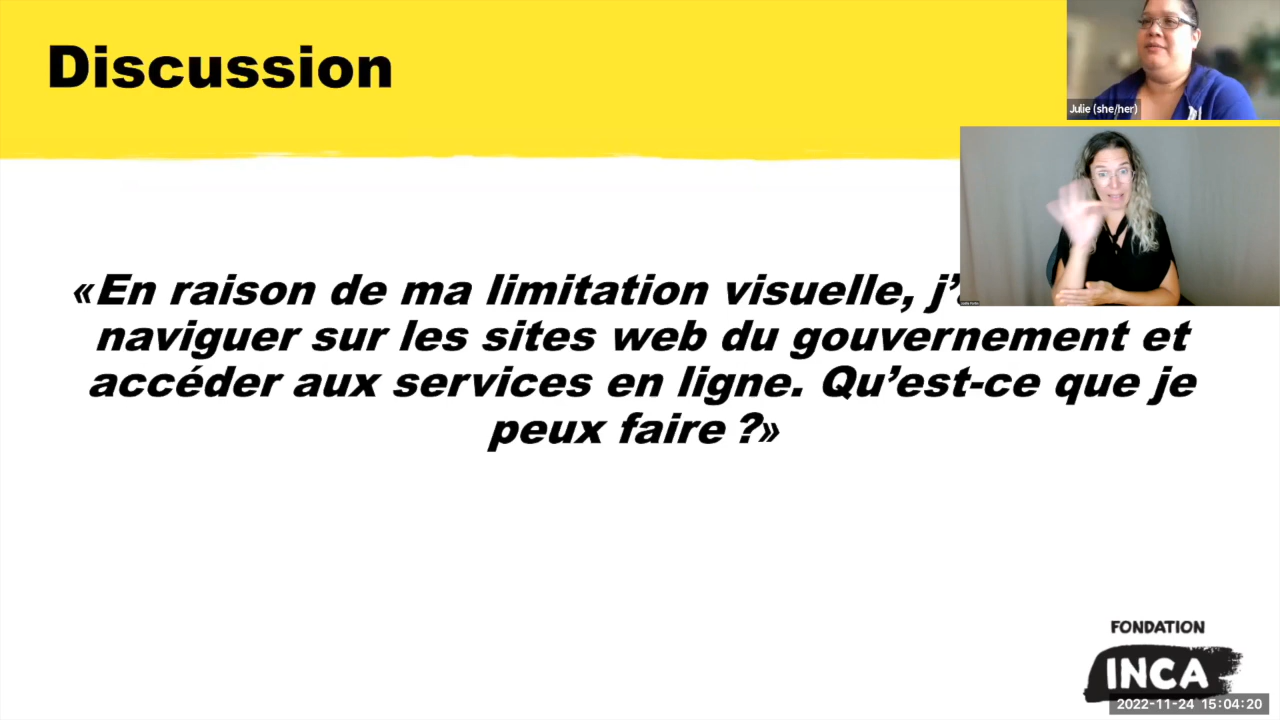 Discussion
Julie (she/her)
«En raison de ma limitation visuelle, j’
naviguer sur les sites web du gouvernement et
accéder aux services en ligne. Qu’est-ce que je
peux faire ?»
FONDATION
INCA
2022-11-24 15:04:20